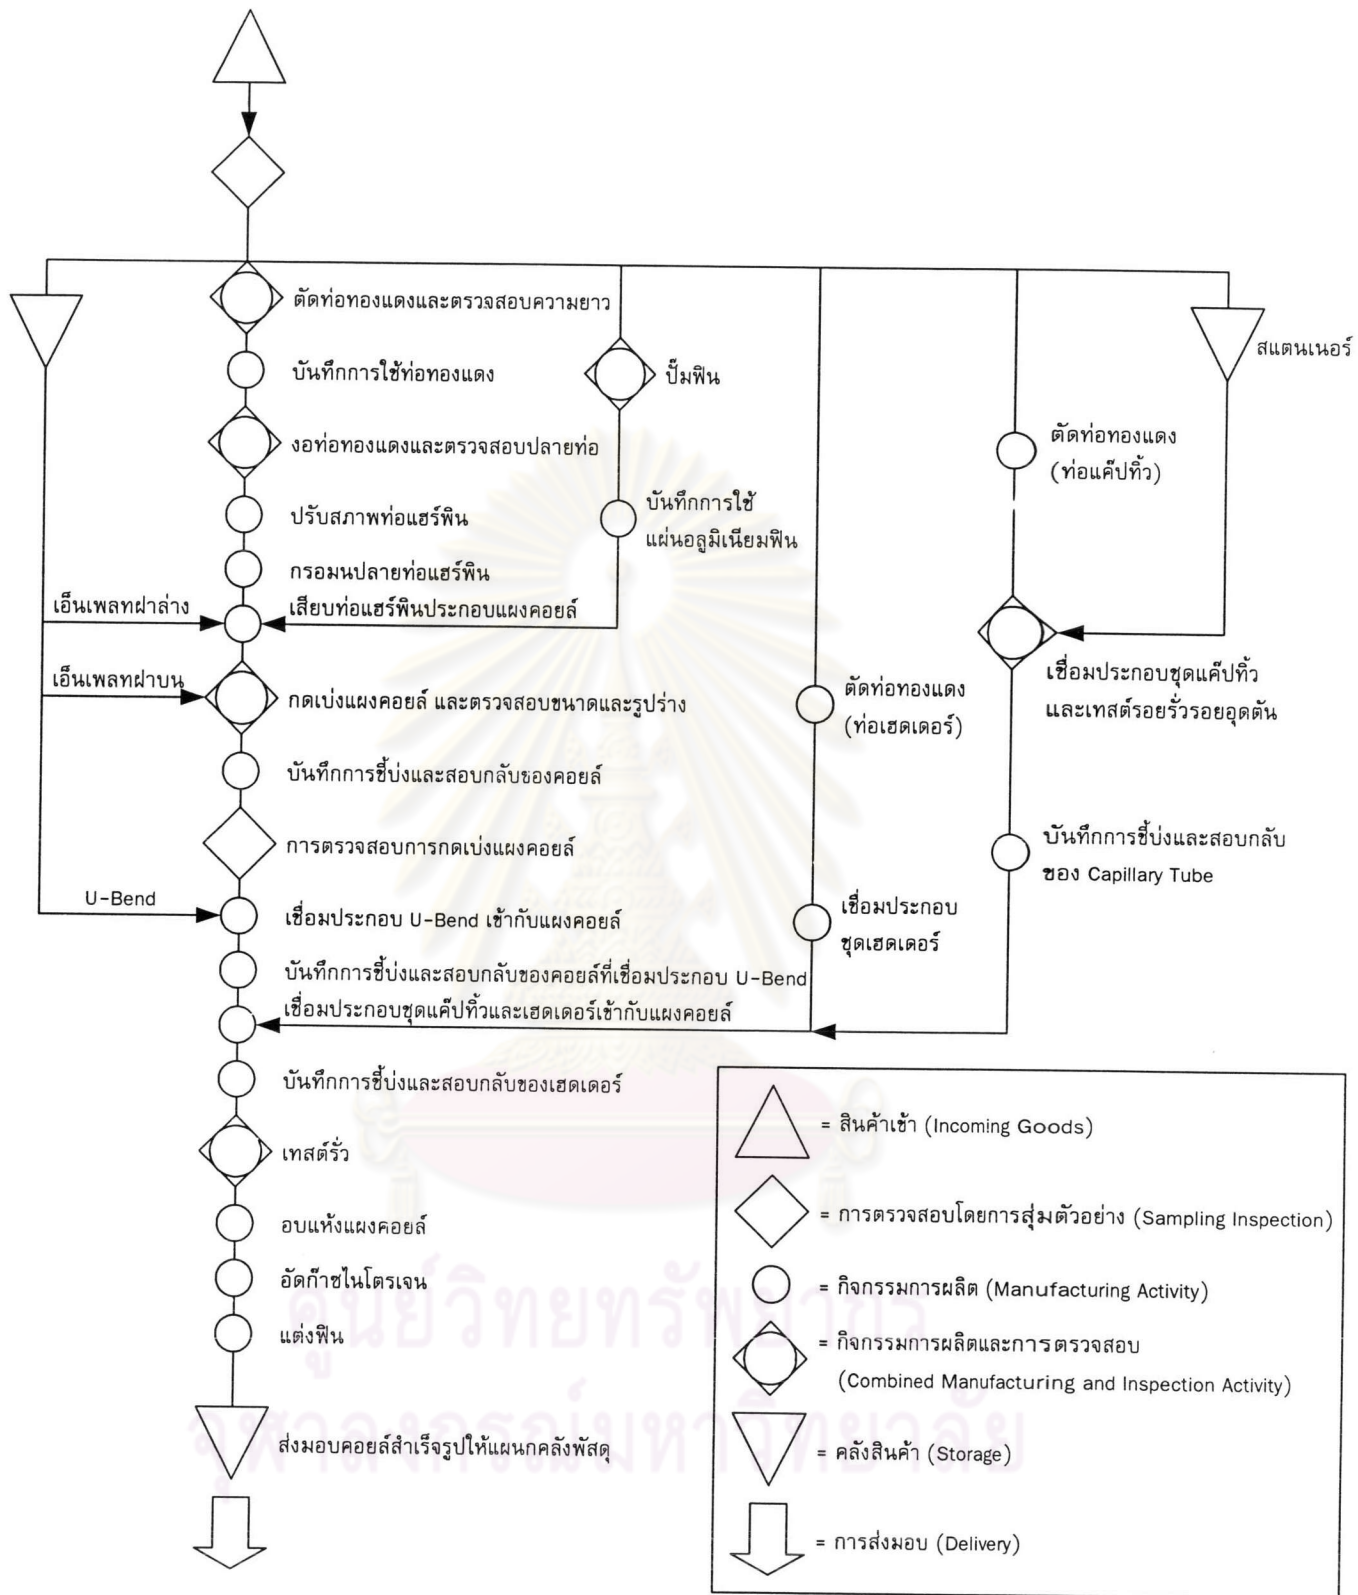 ตัดท่อทองแดงและตรวจสอบความยาว
บันทึกการใช้ท่อทองแดง
งอท่อทองแดงและตรวจสอบปลายท่อ
ปรับสภาพท่อแฮร์พิน
กรอมนปลายท่อแฮร์พิน
เอ็นเพลทฝาล่าง
เสียบท่อแฮร์พินประกอบแผงคอยล์
เอ็นเพลทฝาบน
กดเบ่งแผงคอยล์ และตรวจสอบขนาดและรูปร่าง
บันทึกการชี้บ่งและสอบกลับของคอยล์
การตรวจสอบการกดเบ่งแผงคอยล์
U-Bend
เชื่อมประกอบ U-Bend เข้ากับแผงคอยล์
บันทึกการชี้บ่งและสอบกลับของคอยล์ที่เชื่อมประกอบ U-Bend
เชื่อมประกอบชุดแค๊ปทิ้วและเฮดเดอร์เข้ากับแผงคอยล์
บันทึกการชี้บ่งและสอบกลับของเฮดเดอร์
เทสต์รั่ว
อบแห้งแผงคอยล์
อัดก๊าซไนโตรเจน
แต่งฟิน
ส่งมอบคอยล์สำเร็จรูปให้แผนกคลังพัสดุ
ปั๊มฟิน
บันทึกการใช้
แผ่นอลูมิเนียมฟิน
ตัดท่อทองแดง
(ท่อเฮดเดอร์)
เชื่อมประกอบ
ชุดเฮดเดอร์
ตัดท่อทองแดง
(ท่อแค๊ปทิ้ว)
สแตนเนอร์
เชื่อมประกอบชุดแค๊ปทิ้ว
และเทสต์รอยรั่วรอยอุดตัน
บันทึกการชี้บ่งและสอบกลับ
ของ Capillary Tube
= สินค้าเข้า (Incoming Goods)
= การตรวจสอบโดยการสุ่มตัวอย่าง (Sampling Inspection)
= กิจกรรมการผลิต (Manufacturing Activity)
= กิจกรรมการผลิตและการตรวจสอบ
(Combined Manufacturing and Inspection Activity)
= คลังสินค้า (Storage)
= การส่งมอบ (Delivery)
ศูนย์วิทยทรัพยากร
จุฬาลงกรณ์มหาวิทยาลัย